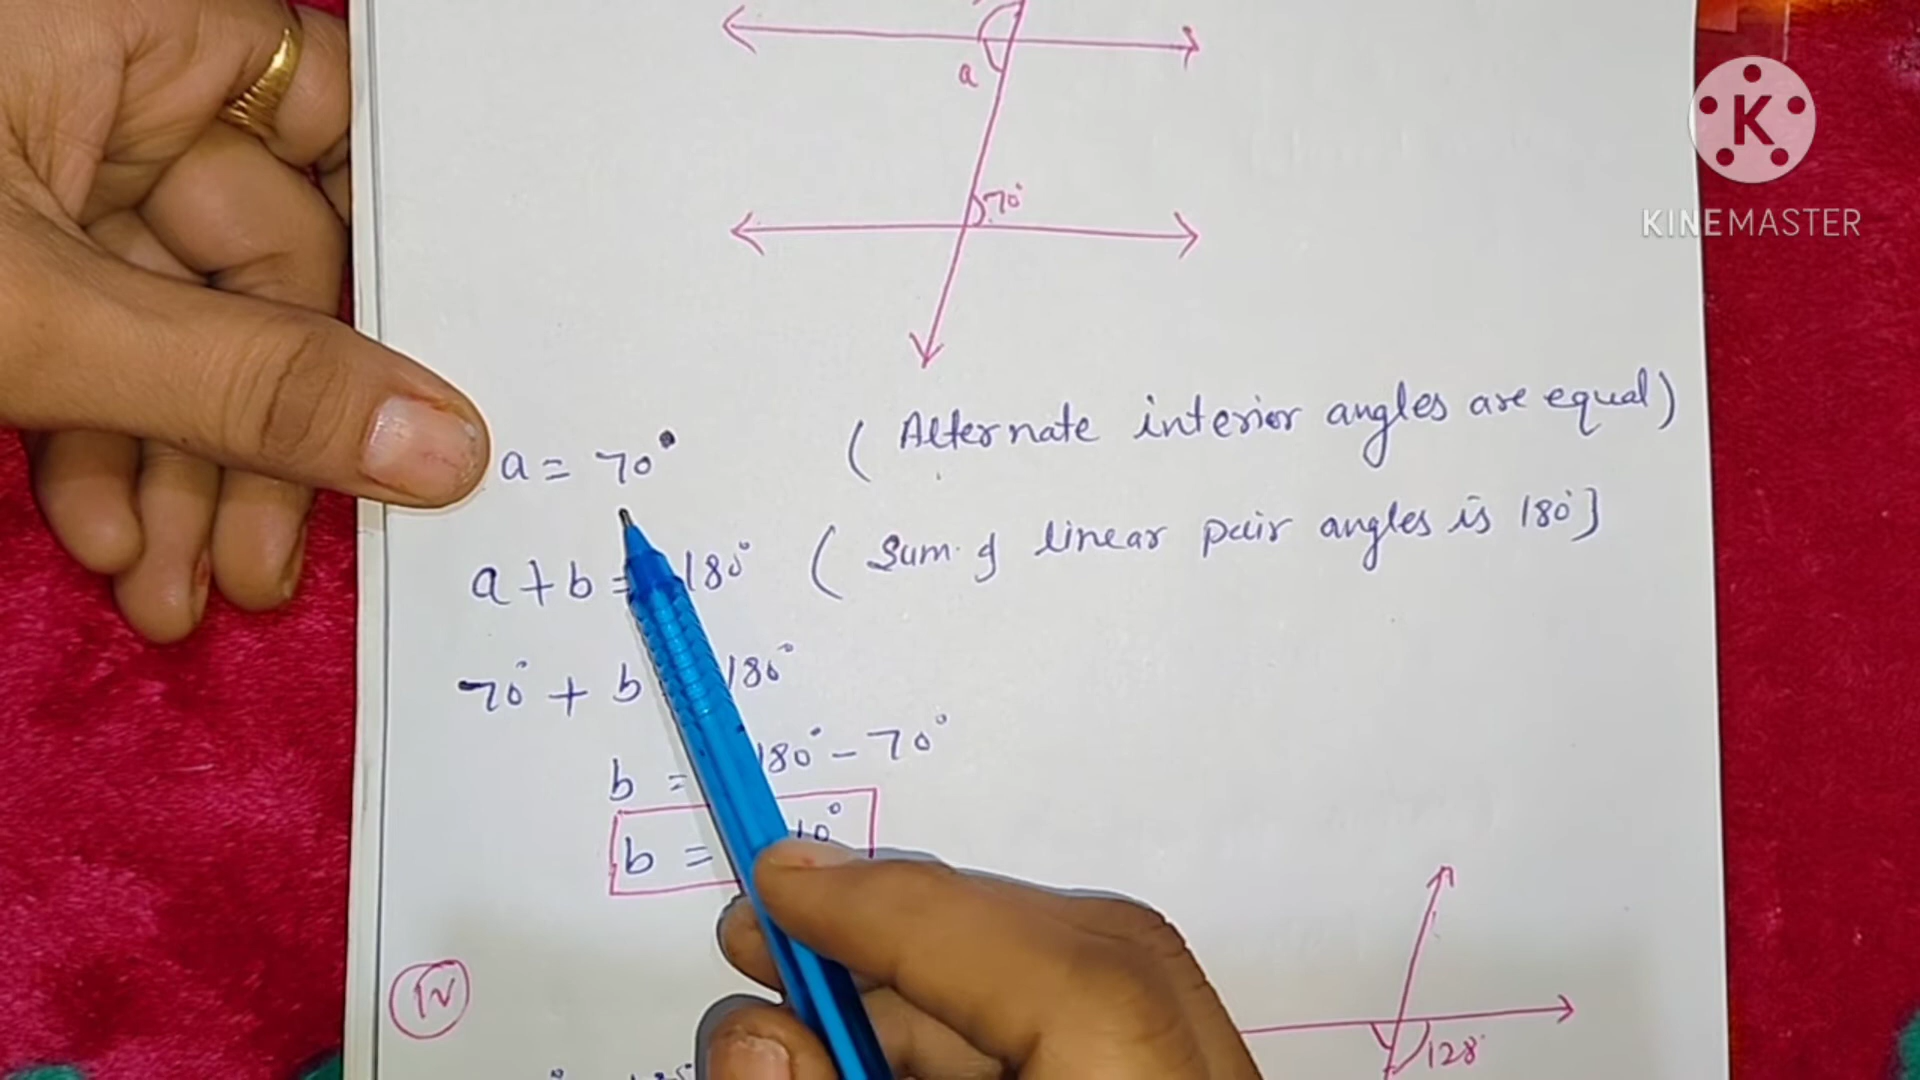 a
70°
K
KINEMASTER
a = 70° (Alternate interior angles are equal)
a + b = 180° (Sum of linear pair angles is 180°]
70° + b 180°
b = 180° - 70°
b = 10°
IV
128°